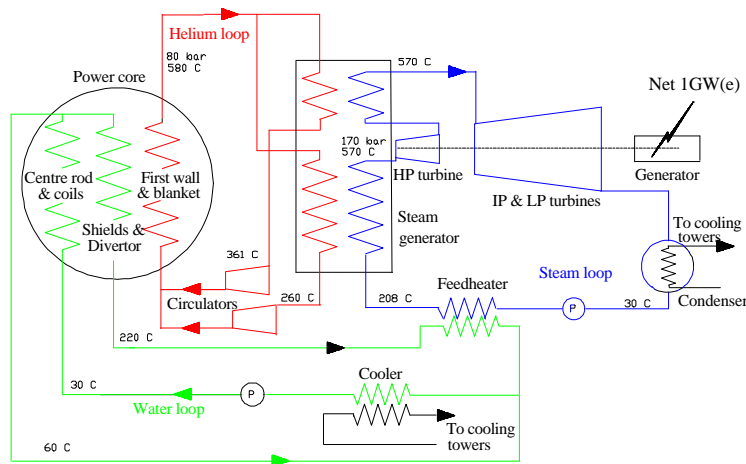 Helium loop
80 bar
580 C
Power core
570 C
Net 1GW(e)
170 bar
570 C
HP turbine
Generator
Centre rod
& coils
First wall
& blanket
Shields &
Divertor
IP & LP turbines
Steam
generator
To cooling
towers
361 C
Circulators
260 C
208 C
Feedheater
Steam loop
P
30 C
Condenser
220 C
30 C
Water loop
P
Cooler
To cooling
towers
60 C